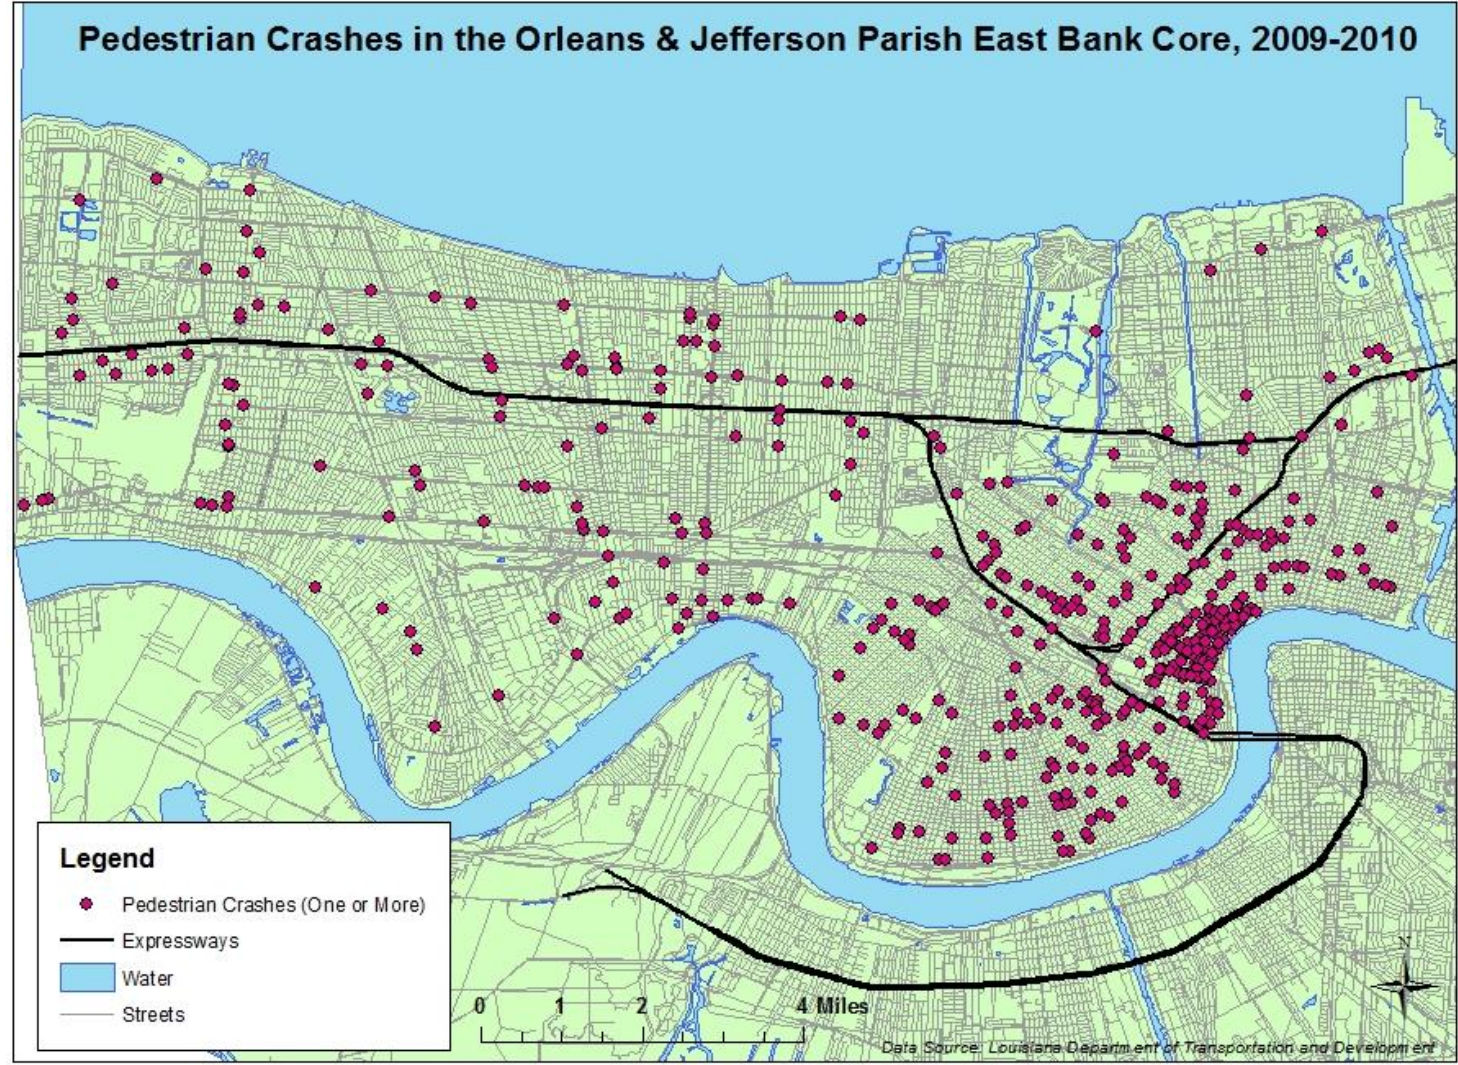 Pedestrian Crashes in the Orleans & Jefferson Parish East Bank Core, 2009-2010
Legend
Pedestrian Crashes (One or More)
Expressways
Water
Streets
0 1 2 4 Miles
N
Data Source: Louisiana Department of Transportation and Development